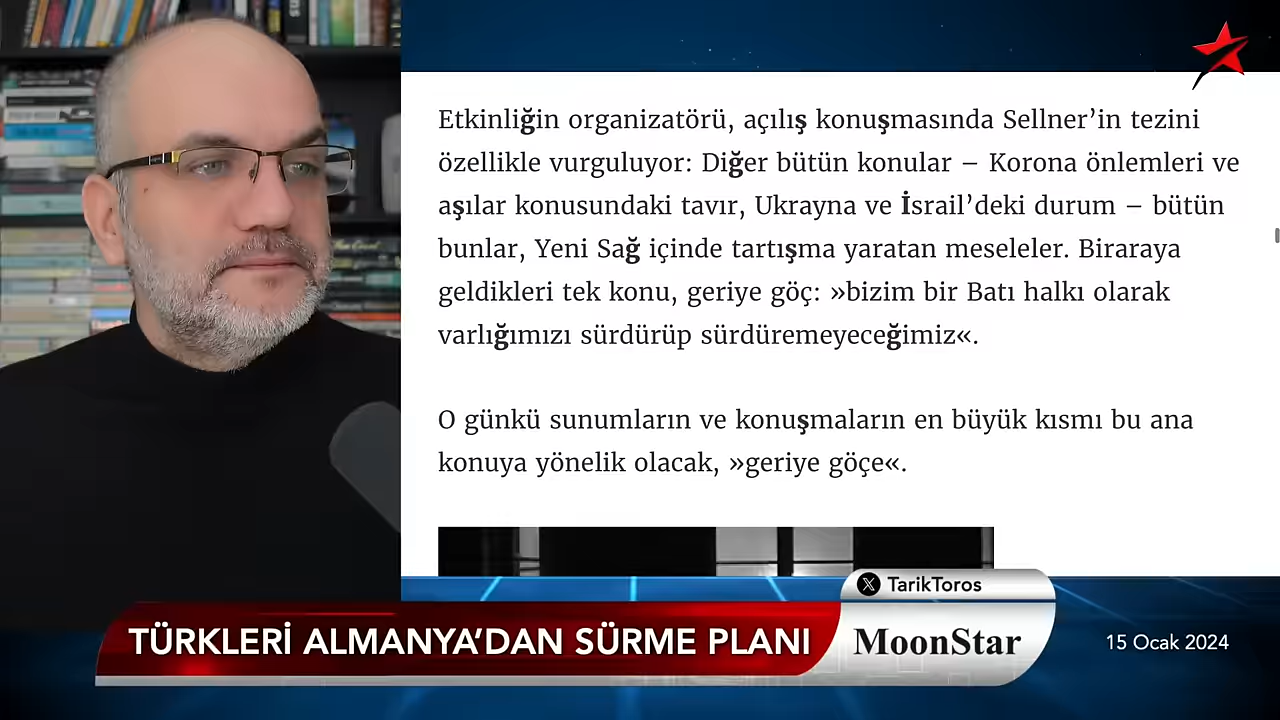 Etkinliğin organizatörü, açılış konuşmasında Sellner’in tezini
özellikle vurguluyor: Diğer bütün konular – Korona önlemleri ve
aşılar konusundaki tavır, Ukrayna ve İsrail’deki durum – bütün
bunlar, Yeni Sağ içinde tartışma yaratan meseleler. Biraraya
geldikleri tek konu, geriye göç: »bizim bir Batı halkı olarak
varlığımızı sürdürüp sürdüremeyeceğimiz«.
O günkü sunumların ve konuşmaların en büyük kısmı bu ana
konuya yönelik olacak, »geriye göçe«.
TarikToros
TÜRKLERİ ALMANYA’DAN SÜRME PLANI
MoonStar
15 Ocak 2024